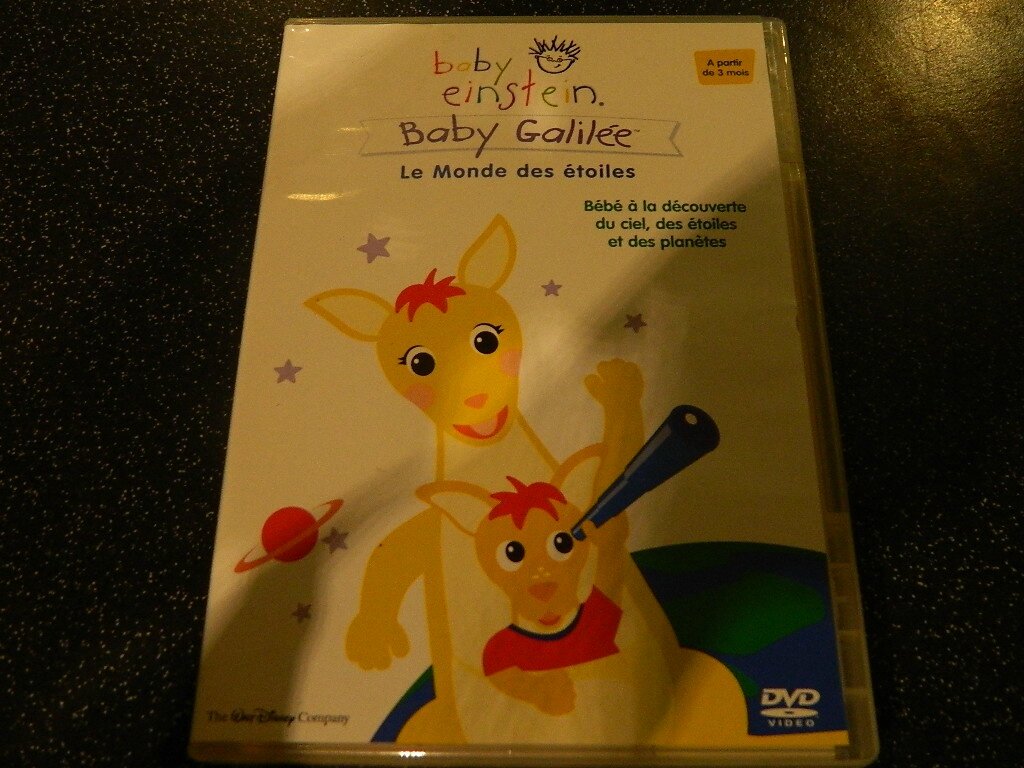 baby
einstein.
A partir
de 3 mois
Baby Galilée™
Le Monde des étoiles
Bébé à la découverte
du ciel, des étoiles
et des planètes
The Walt Disney Company
DVD
VIDEO